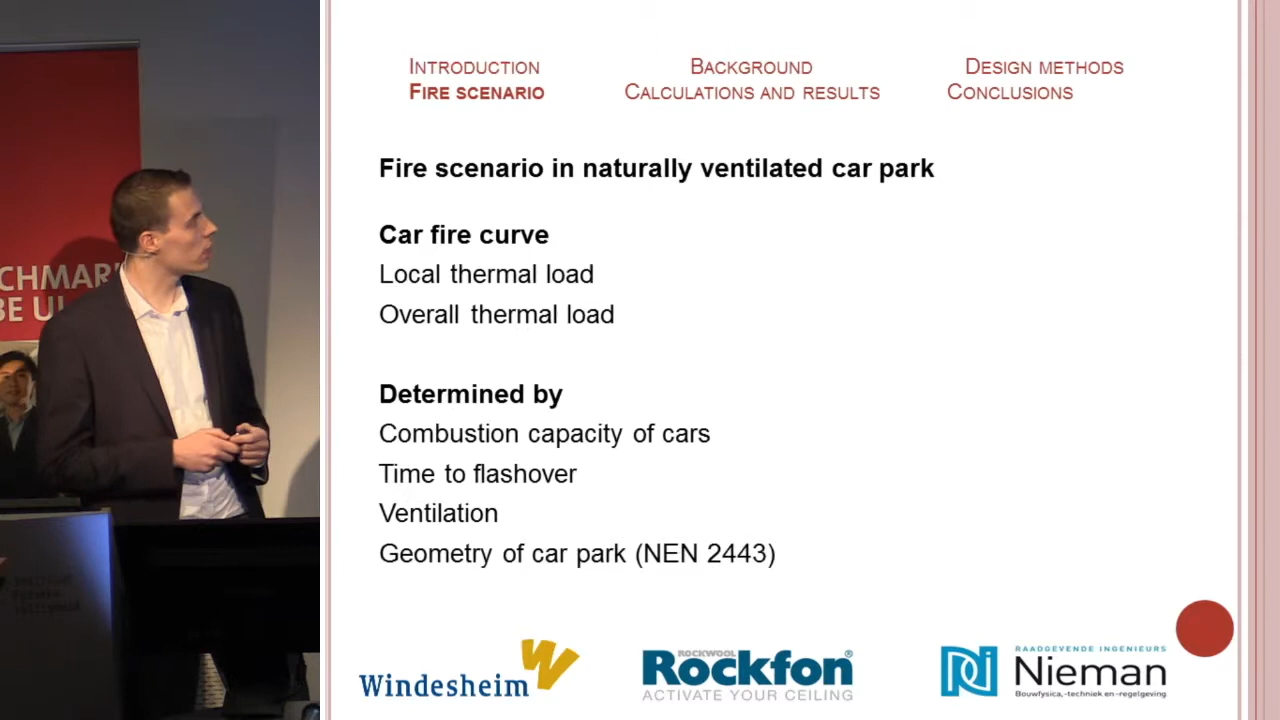 INTRODUCTION BACKGROUND DESIGN METHODS
FIRE SCENARIO CALCULATIONS AND RESULTS CONCLUSIONS
Fire scenario in naturally ventilated car park
Car fire curve
Local thermal load
Overall thermal load
Determined by
Combustion capacity of cars
Time to flashover
Ventilation
Geometry of car park (NEN 2443)
Windesheim
ROCKWOOL
Rockfon®
ACTIVATE YOUR CEILING
RAADGEVENDE INGENIEURS
Nieman
Bouwfysica,-techniek en-regelgeving